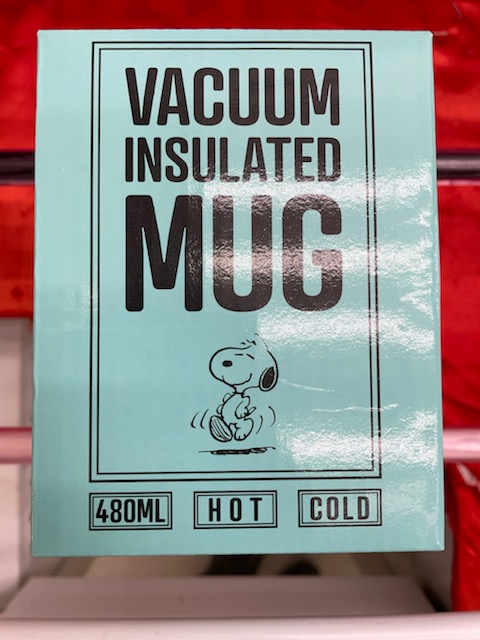 VACUUM
INSULATED
MUG
480ML HOT COLD